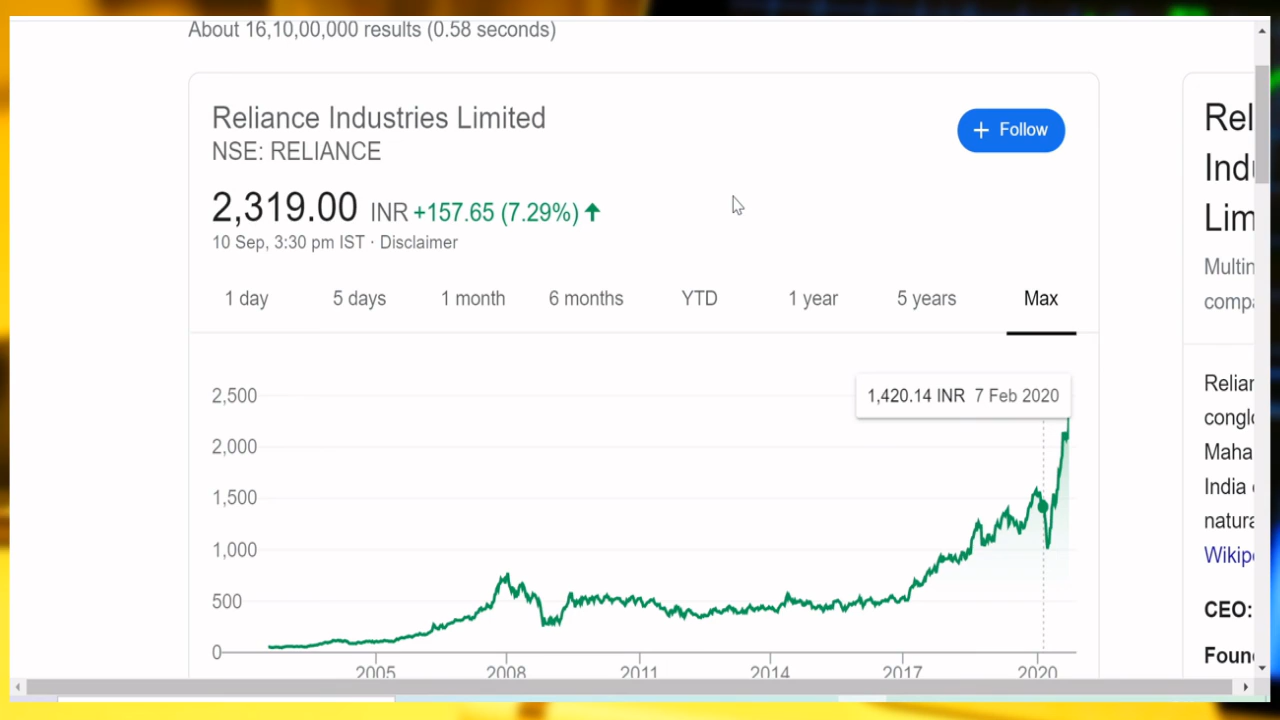 About 16,10,00,000 results (0.58 seconds)
Reliance Industries Limited
NSE: RELIANCE
+ Follow
2,319.00 INR +157.65 (7.29%)
10 Sep, 3:30 pm IST · Disclaimer
1 day 5 days 1 month 6 months YTD 1 year 5 years Max
1,420.14 INR 7 Feb 2020
2,500
2,000
1,500
1,000
500
0
2005 2008 2011 2014 2017 2020
Rel
Indu
Lim
Multin
compa
Relian
conglo
Maha
India
natura
Wikipe
CEO:
Found